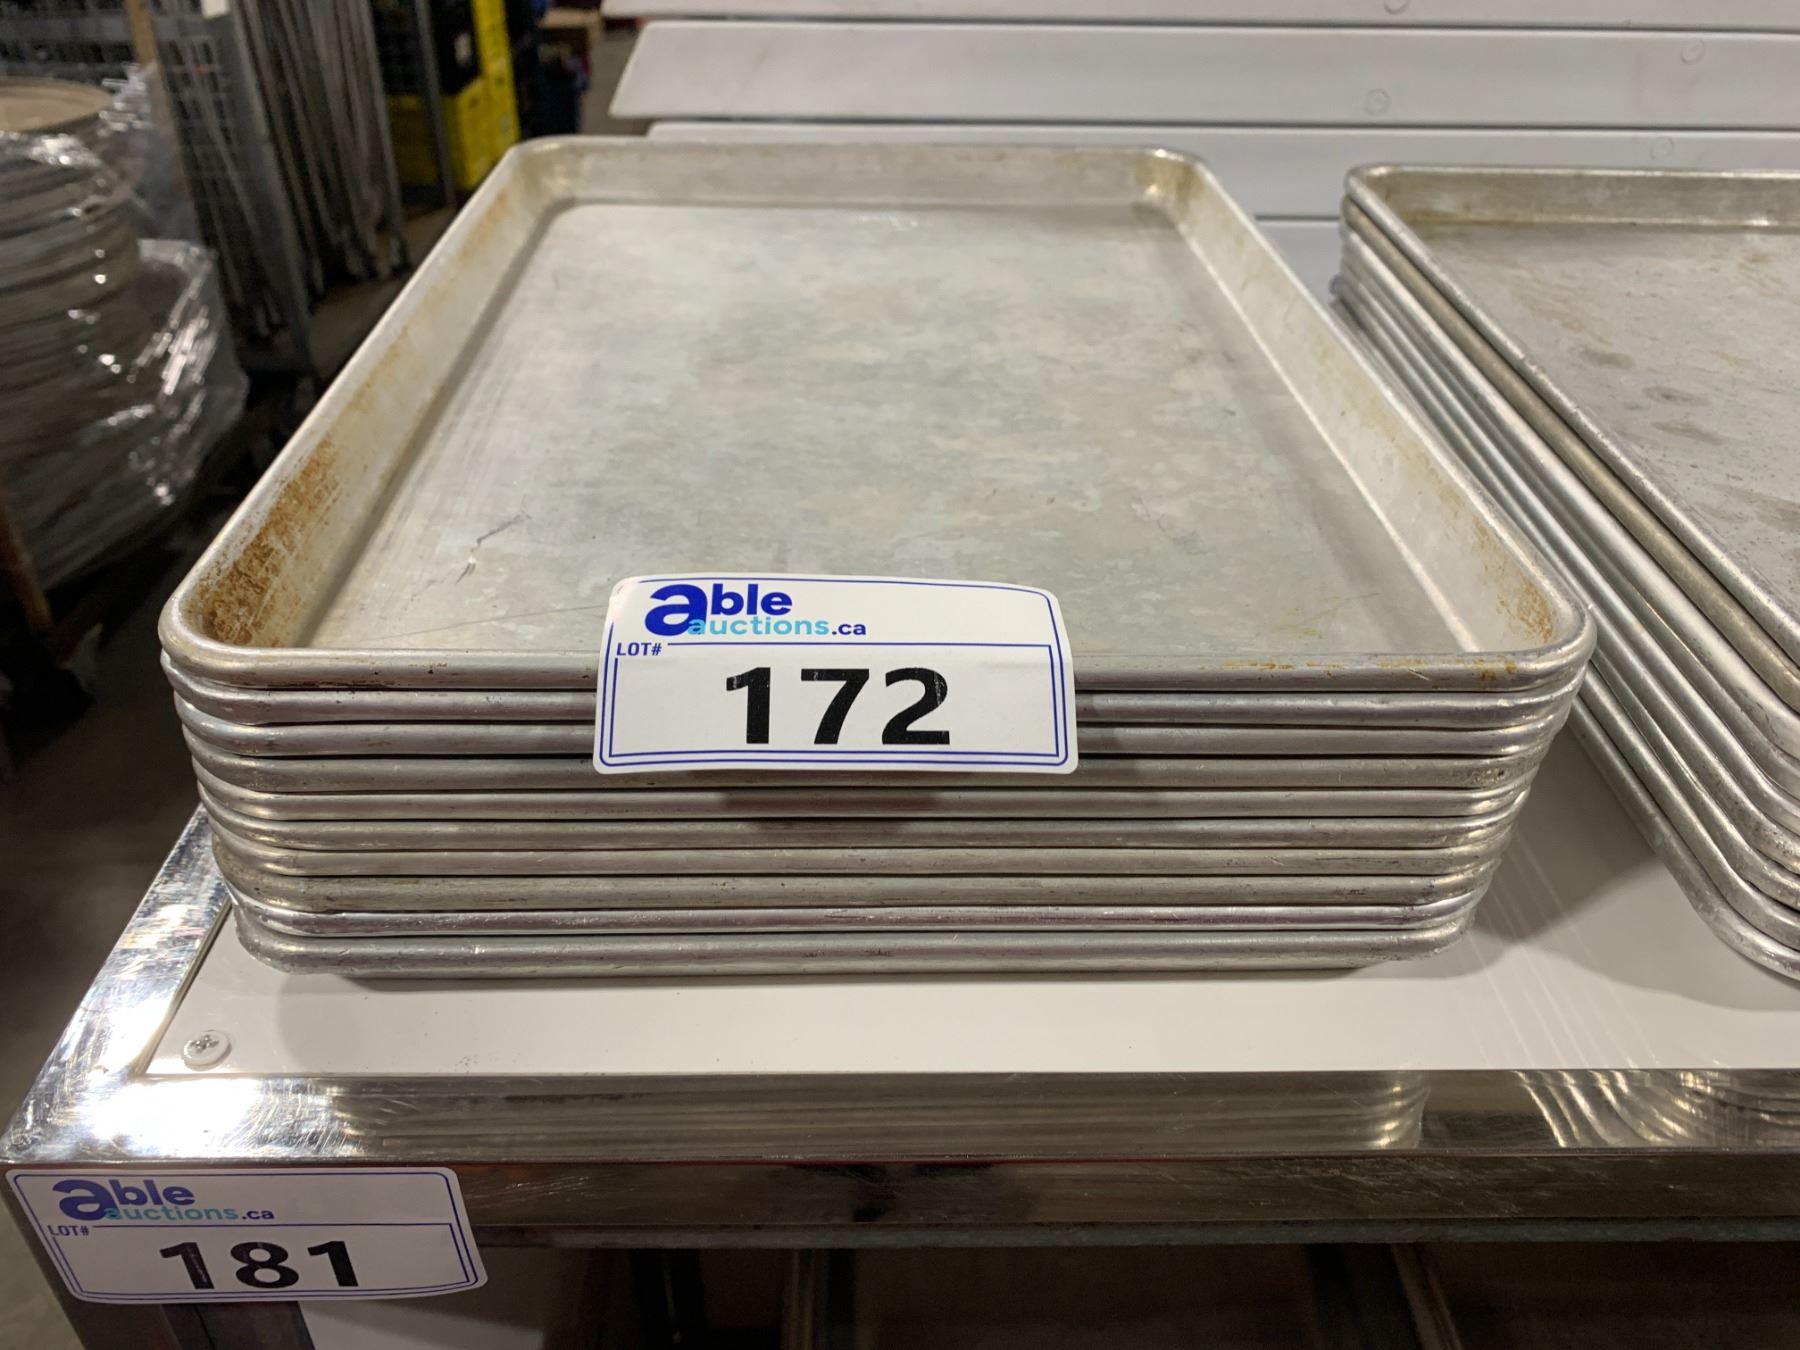 able
auctions.ca
LOT#
172
able
auctions.ca
LOT#
181